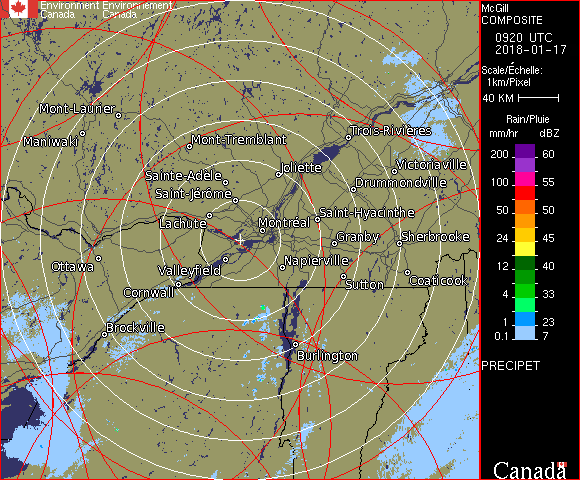 Environment Environnement
Canada Canada
McGill
COMPOSITE
0920 UTC
2018-01-17
Scale/Échelle:
1km/Pixel
40 KM
Rain/Pluie
mm/hr dBZ
200 60
100 55
50 50
24 45
12 40
4 33
1 23
0.1 7
PRECIPET
Canada
Mont-Laurier
Maniwaki
Mont-Tremblant
Trois-Rivières
Sainte-Adèle
Joliette
Victoriaville
Saint-Jérôme
Drummondville
Lachute
Montréal
Saint-Hyacinthe
Granby
Sherbrooke
Ottawa
Valleyfield
Napierville
Cornwall
Sutton
Coaticook
Brockville
Burlington